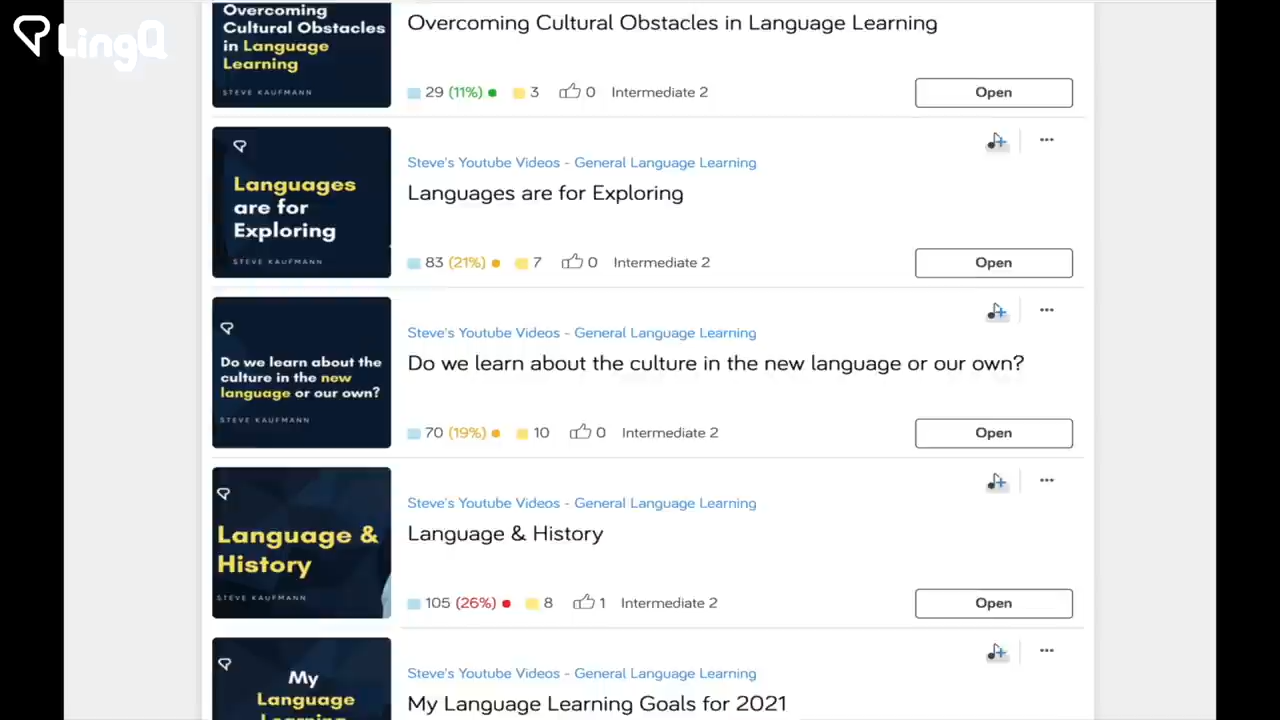 LingQ
Overcoming
Cultural Obstacles
in Language
Learning
STEVE KAUFMANN
Overcoming Cultural Obstacles in Language Learning
29 (11%) 3 0 Intermediate 2
Open
Languages
are for
Exploring
STEVE KAUFMANN
Steve's Youtube Videos - General Language Learning
Languages are for Exploring
83 (21%) 7 0 Intermediate 2
Open
Do we learn about the
culture in the new
language or our own?
STEVE KAUFMANN
Steve's Youtube Videos - General Language Learning
Do we learn about the culture in the new language or our own?
70 (19%) 10 0 Intermediate 2
Open
Language &
History
STEVE KAUFMANN
Steve's Youtube Videos - General Language Learning
Language & History
105 (26%) 8 1 Intermediate 2
Open
My
Language
Learning
Steve's Youtube Videos - General Language Learning
My Language Learning Goals for 2021